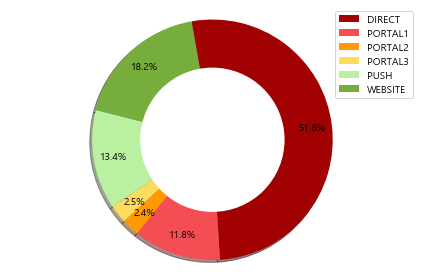 DIRECT
PORTAL1
PORTAL2
PORTAL3
PUSH
WEBSITE
18.2%
51.8%
13.4%
2.5%
2.4%
11.8%